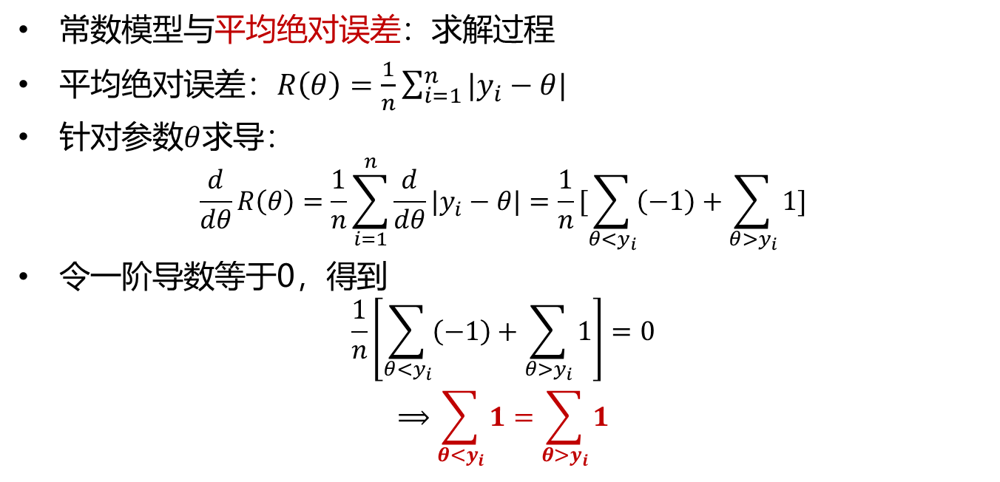 • 常数模型与平均绝对误差：求解过程
• 平均绝对误差：$R(\theta) = \frac{1}{n}\sum_{i=1}^{n}|y_i - \theta|$
• 针对参数$\theta$求导：
$\frac{d}{d\theta}R(\theta) = \frac{1}{n}\sum_{i=1}^{n}\frac{d}{d\theta}|y_i - \theta| = \frac{1}{n}[\sum_{\theta<y_i}(-1) + \sum_{\theta>y_i}1]$
• 令一阶导数等于0，得到
$\frac{1}{n}\left[\sum_{\theta<y_i}(-1) + \sum_{\theta>y_i}1\right] = 0$
$\Longrightarrow \sum_{\theta<y_i}1 = \sum_{\theta>y_i}1$